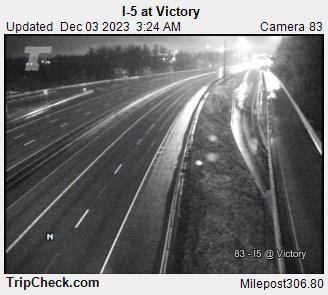 I-5 at Victory
Updated Dec 03 2023 3:24 AM Camera 83
T
N
83 - I5 @ Victory
TripCheck.com Milepost306.80